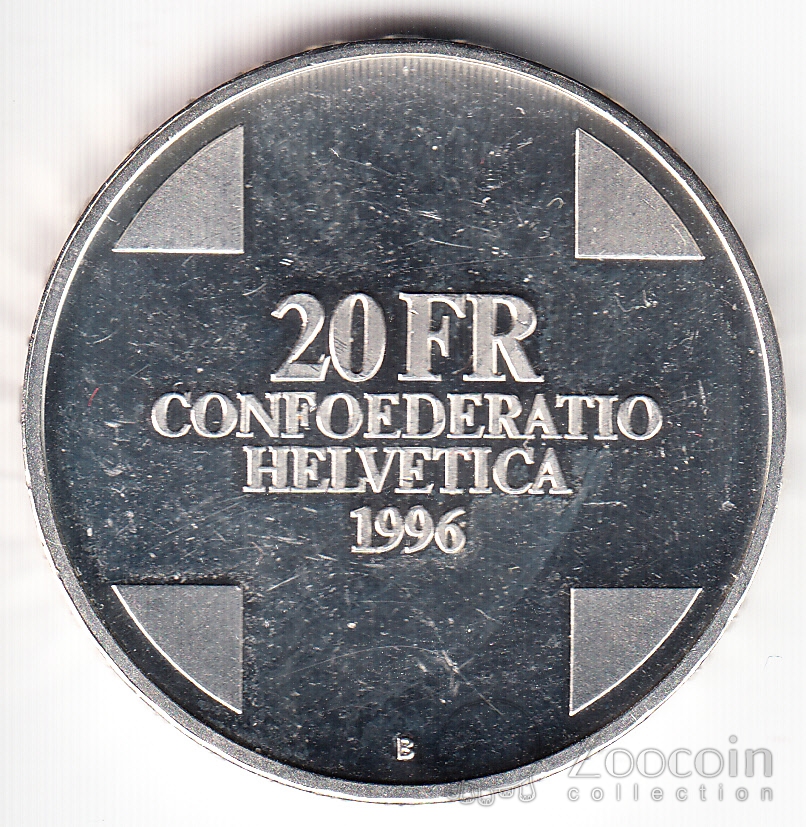 20 FR
CONFOEDERATIO
HELVETICA
1996
B
Zoocoin
collection